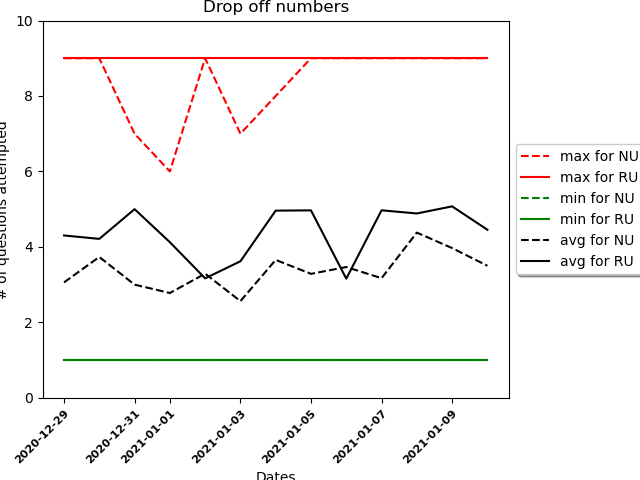 Drop off numbers
10
8
6
4
2
0
# of questions attempted
2020-12-29
2020-12-31
2021-01-01
2021-01-03
2021-01-05
2021-01-07
2021-01-09
Dates
max for NU
max for RU
min for NU
min for RU
avg for NU
avg for RU